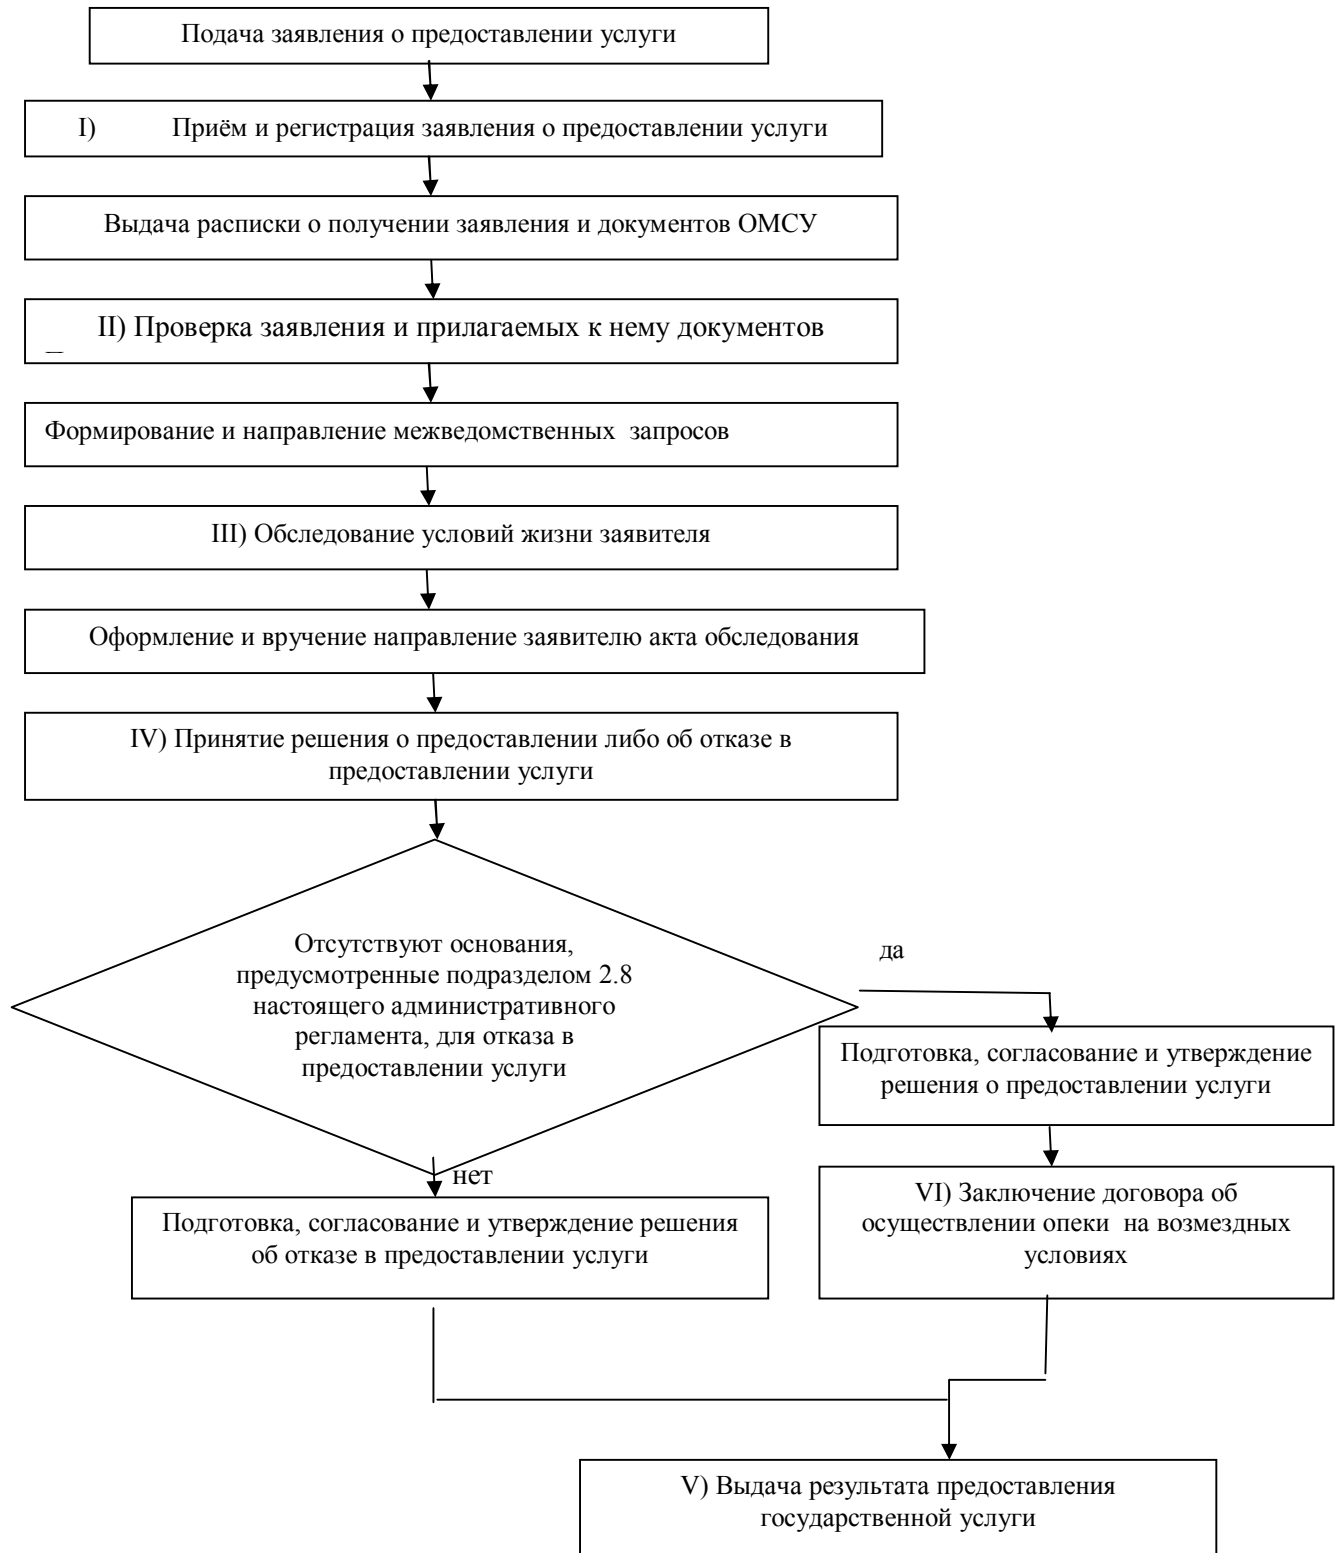 Подача заявления о предоставлении услуги
I) Приём и регистрация заявления о предоставлении услуги
Выдача расписки о получении заявления и документов ОМСУ
II) Проверка заявления и прилагаемых к нему документов
Формирование и направление межведомственных запросов
III) Обследование условий жизни заявителя
Оформление и вручение направление заявителю акта обследования
IV) Принятие решения о предоставлении либо об отказе в
предоставлении услуги
Отсутствуют основания,
предусмотренные подразделом 2.8
настоящего административного
регламента, для отказа в
предоставлении услуги
да
Подготовка, согласование и утверждение
решения о предоставлении услуги
нет
Подготовка, согласование и утверждение решения
об отказе в предоставлении услуги
VI) Заключение договора об
осуществлении опеки на возмездных
условиях
V) Выдача результата предоставления
государственной услуги